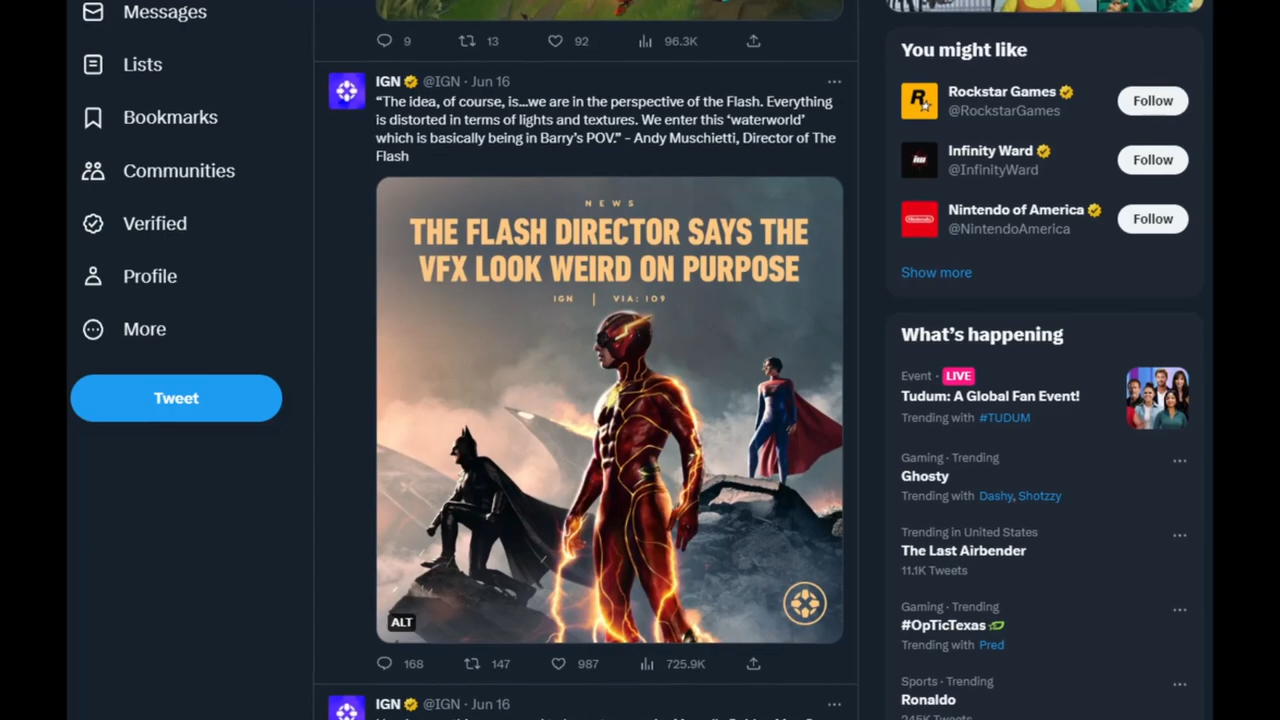 Messages
Lists
Bookmarks
Communities
Verified
Profile
More
Tweet
9 13 92 96.3K
IGN @IGN · Jun 16
“The idea, of course, is...we are in the perspective of the Flash. Everything
is distorted in terms of lights and textures. We enter this ‘waterworld’
which is basically being in Barry’s POV.” - Andy Muschietti, Director of The
Flash
NEWS
THE FLASH DIRECTOR SAYS THE
VFX LOOK WEIRD ON PURPOSE
IGN | VIA: IO9
ALT
168 147 987 725.9K
IGN @IGN · Jun 16
You might like
Rockstar Games
@RockstarGames
Follow
Infinity Ward
@InfinityWard
Follow
Nintendo of America
@NintendoAmerica
Follow
Show more
What’s happening
Event · LIVE
Tudum: A Global Fan Event!
Trending with #TUDUM
Gaming · Trending
Ghosty
Trending with Dashy, Shotzzy
Trending in United States
The Last Airbender
11.1K Tweets
Gaming · Trending
#OpTicTexas
Trending with Pred
Sports · Trending
Ronaldo
245K Tweets